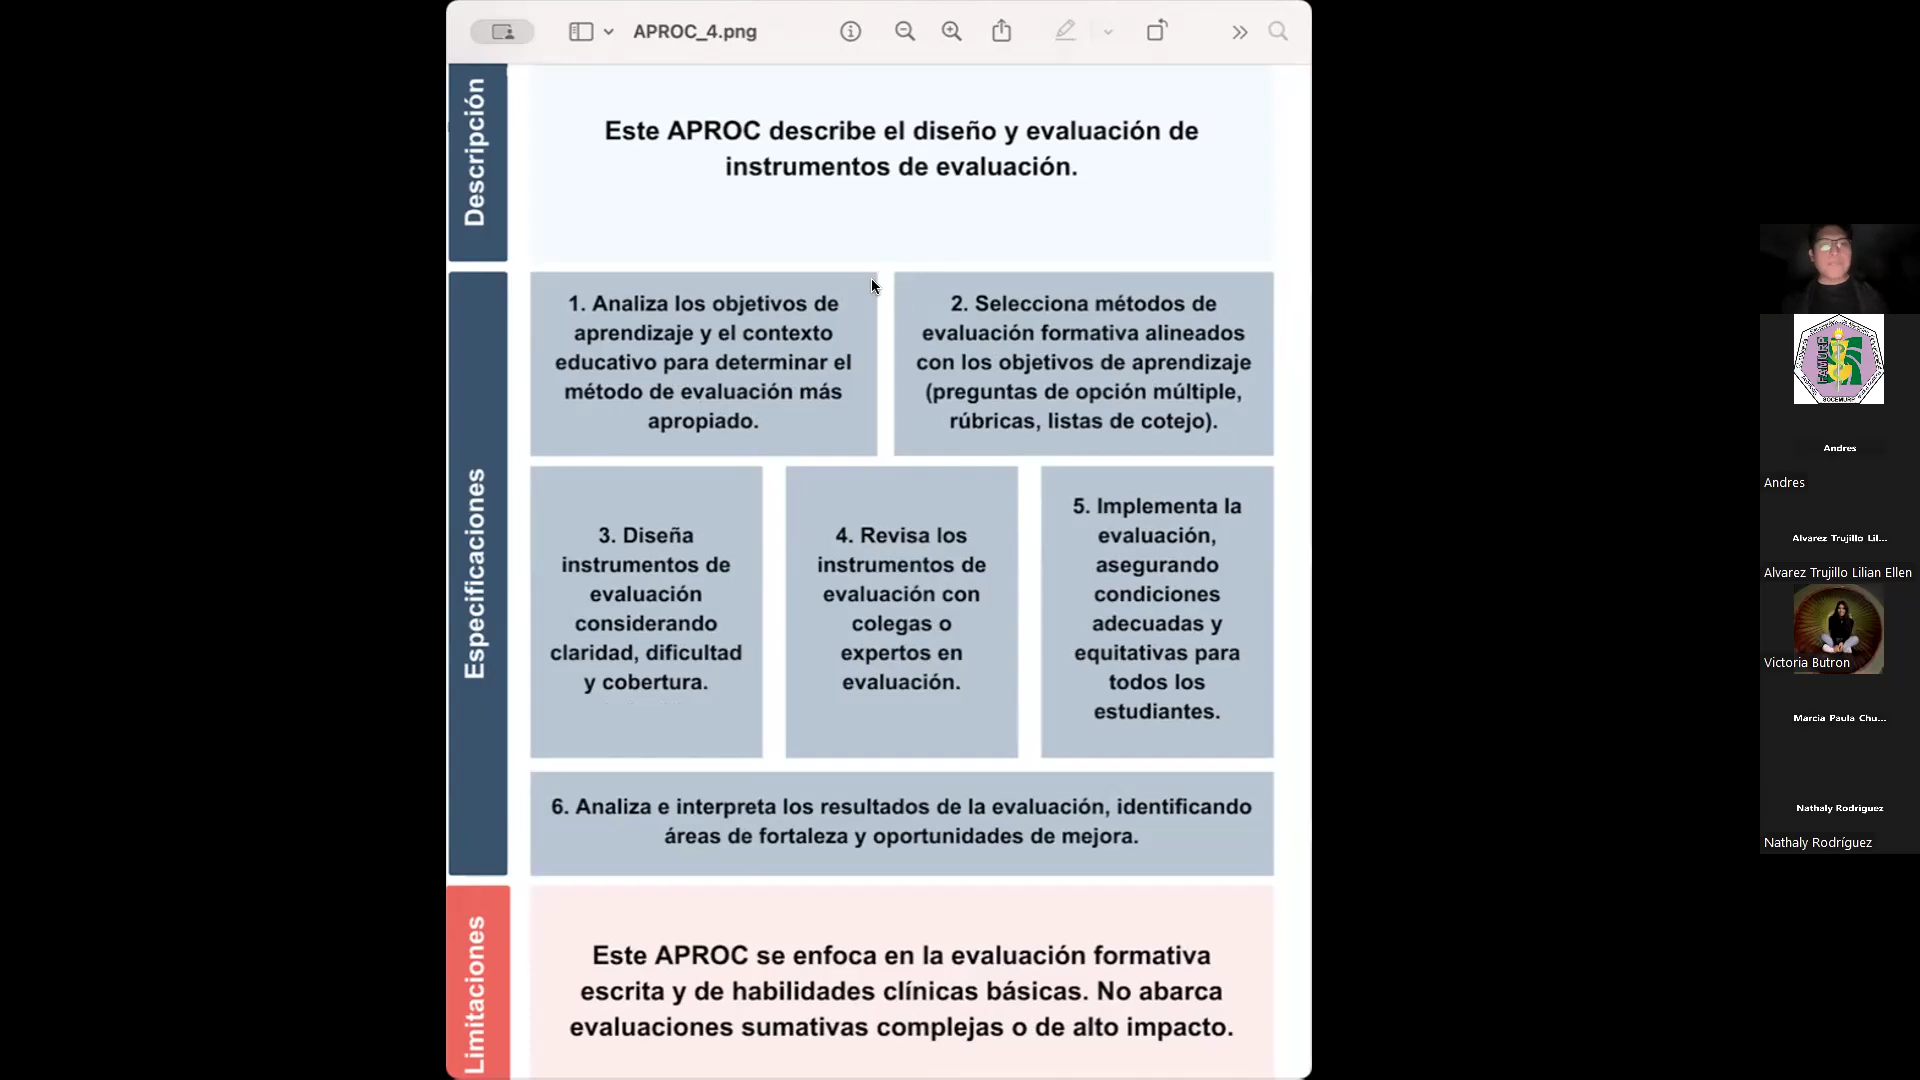 APROC_4.png
Descripción
Este APROC describe el diseño y evaluación de
instrumentos de evaluación.
Especificaciones
1. Analiza los objetivos de
aprendizaje y el contexto
educativo para determinar el
método de evaluación más
apropiado.
2. Selecciona métodos de
evaluación formativa alineados
con los objetivos de aprendizaje
(preguntas de opción múltiple,
rúbricas, listas de cotejo).
3. Diseña
instrumentos de
evaluación
considerando
claridad, dificultad
y cobertura.
4. Revisa los
instrumentos de
evaluación con
colegas o
expertos en
evaluación.
5. Implementa la
evaluación,
asegurando
condiciones
adecuadas y
equitativas para
todos los
estudiantes.
6. Analiza e interpreta los resultados de la evaluación, identificando
áreas de fortaleza y oportunidades de mejora.
Limitaciones
Este APROC se enfoca en la evaluación formativa
escrita y de habilidades clínicas básicas. No abarca
evaluaciones sumativas complejas o de alto impacto.
FAMURP
SOCEMURP
Andres
Andres
Alvarez Trujillo Lil...
Alvarez Trujillo Lilian Ellen
Victoria Butron
Marcia Paula Chu...
Nathaly Rodriguez
Nathaly Rodríguez